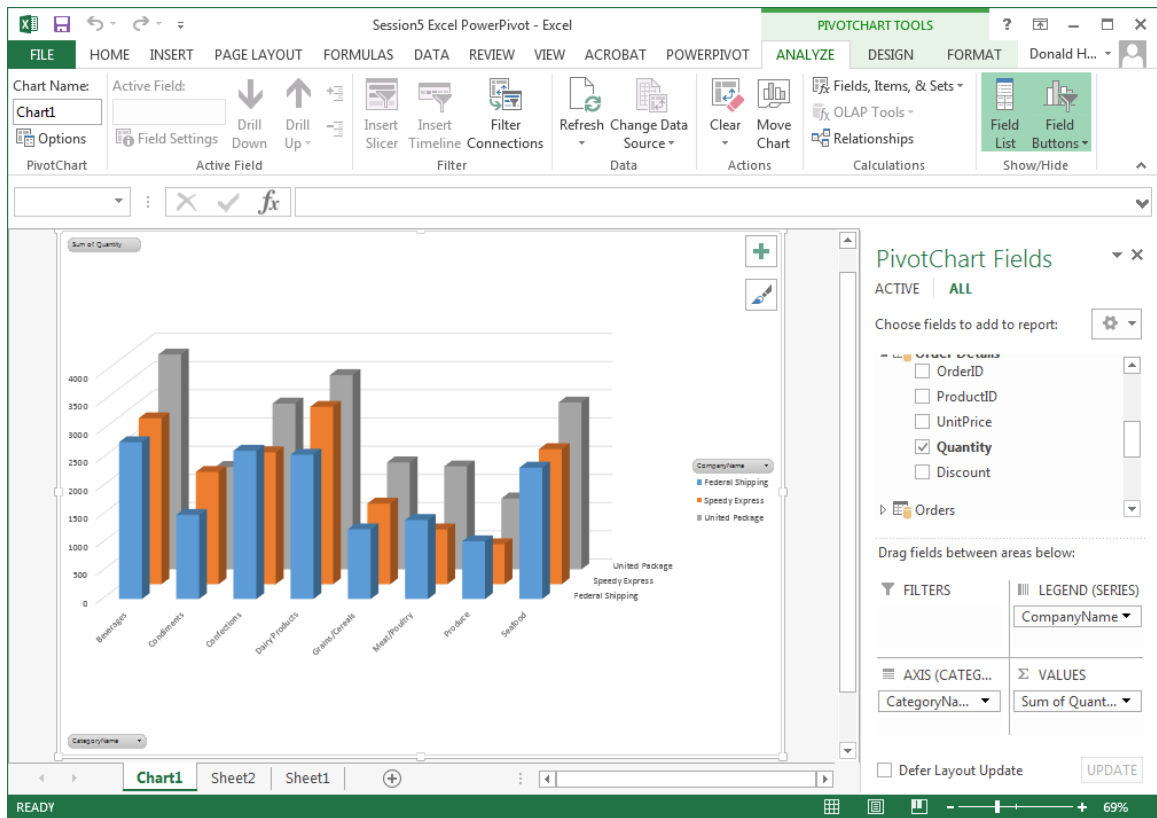 Session5 Excel PowerPivot - Excel
PIVOTCHART TOOLS
?
FILE HOME INSERT PAGE LAYOUT FORMULAS DATA REVIEW VIEW ACROBAT POWERPIVOT ANALYZE DESIGN FORMAT Donald H...
Chart Name:
Chart1
Options
PivotChart
Active Field:
Field Settings
Drill Down
Drill Up
Active Field
Insert Slicer
Insert Timeline
Filter Connections
Filter
Refresh
Change Data Source
Data
Clear
Move Chart
Actions
Fields, Items, & Sets
OLAP Tools
Relationships
Calculations
Field List
Field Buttons
Show/Hide
fx
Sum of Quantity
4000
3500
3000
2500
2000
1500
1000
500
0
Beverages
Condiments
Confections
Dairy Products
Grains/Cereals
Meat/Poultry
Produce
Seafood
United Package
Speedy Express
Federal Shipping
CompanyName
Federal Shipping
Speedy Express
United Package
CategoryName
PivotChart Fields
ACTIVE ALL
Choose fields to add to report:
Order Details
OrderID
ProductID
UnitPrice
Quantity
Discount
Orders
Drag fields between areas below:
FILTERS
LEGEND (SERIES)
CompanyName
AXIS (CATEG...
CategoryNa...
Σ VALUES
Sum of Quant...
Defer Layout Update
UPDATE
Chart1 Sheet2 Sheet1
READY
69%